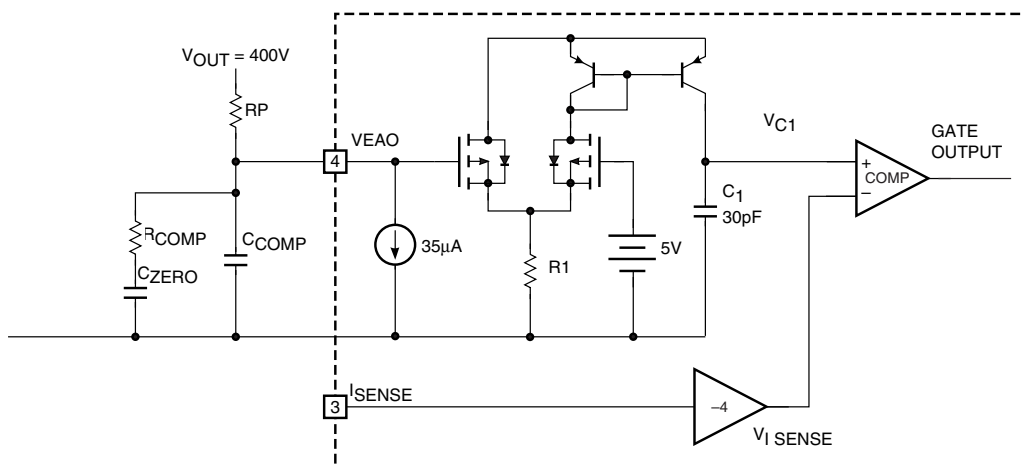 VOUT = 400V
RP
VEAO
4
RCOMP
CCOMP
CZERO
35µA
R1
5V
C1
30pF
VC1
+
COMP
–
GATE
OUTPUT
3
ISENSE
–4
VI SENSE